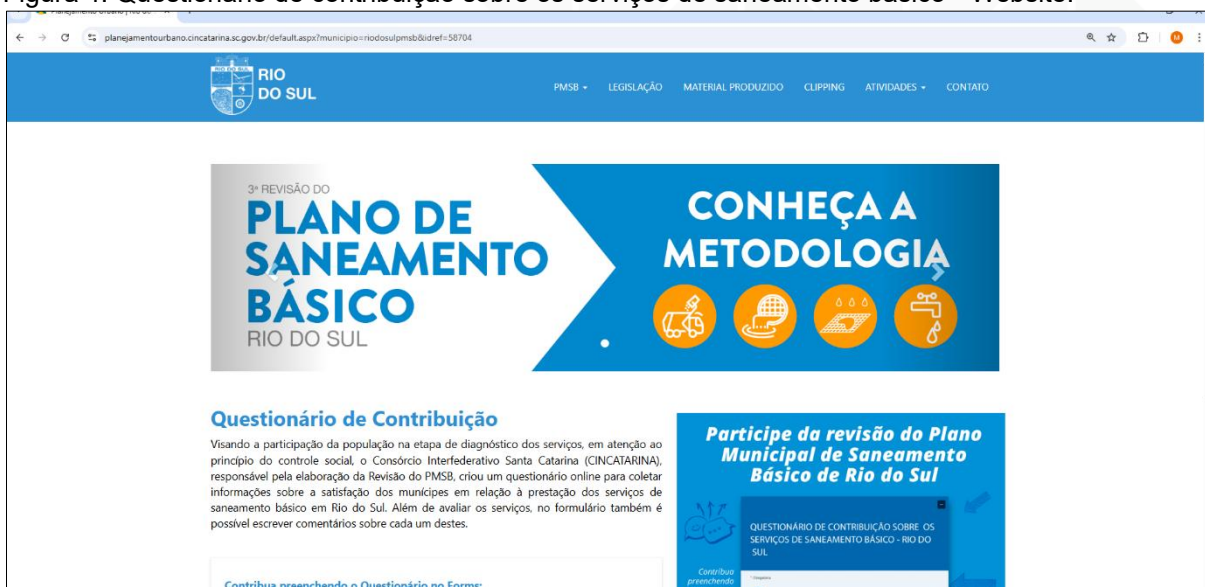 Figura 4: Questionário de contribuição sobre os serviços de saneamento básico - Website.
planejamentourbano.cincatarina.sc.gov.br/default.aspx?municipio=riodosulpmsb&idref=58704
RIO
DO SUL
PMSB
LEGISLAÇÃO
MATERIAL PRODUZIDO
CLIPPING
ATIVIDADES
CONTATO
3ª REVISÃO DO
PLANO DE
SANEAMENTO
BÁSICO
RIO DO SUL
CONHEÇA A
METODOLOGIA
Questionário de Contribuição
Visando a participação da população na etapa de diagnóstico dos serviços, em atenção ao
princípio do controle social, o Consórcio Interfederativo Santa Catarina (CINCATARINA),
responsável pela elaboração da Revisão do PMSB, criou um questionário online para coletar
informações sobre a satisfação dos munícipes em relação à prestação dos serviços de
saneamento básico em Rio do Sul. Além de avaliar os serviços, no formulário também é
possível escrever comentários sobre cada um destes.
Contribua preenchendo o Questionário no Forms:
Participe da revisão do Plano
Municipal de Saneamento
Básico de Rio do Sul
QUESTIONÁRIO DE CONTRIBUIÇÃO SOBRE OS
SERVIÇOS DE SANEAMENTO BÁSICO - RIO DO
SUL
Contribua
preenchendo